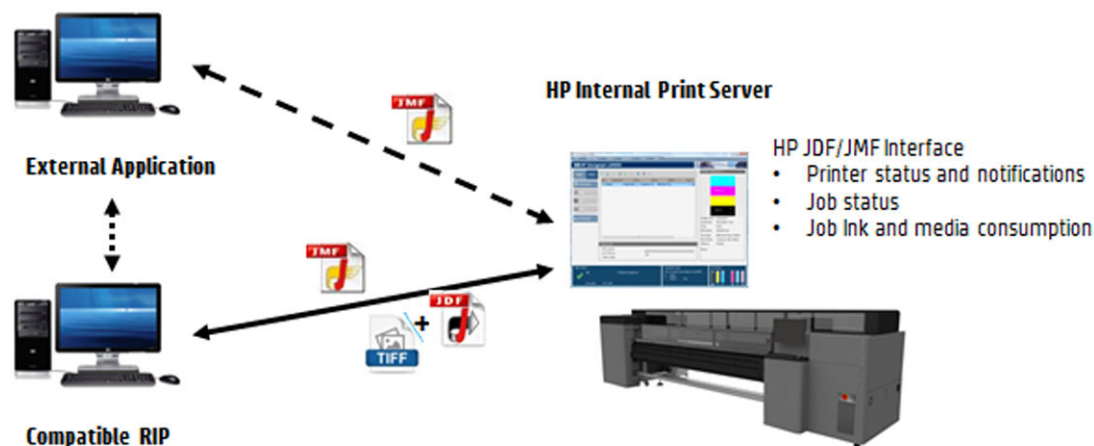 HP Internal Print Server
JMF
External Application
HP JDF/JMF Interface
• Printer status and notifications
• Job status
• Job Ink and media consumption
JMF
JDF
+
TIFF
Compatible RIP